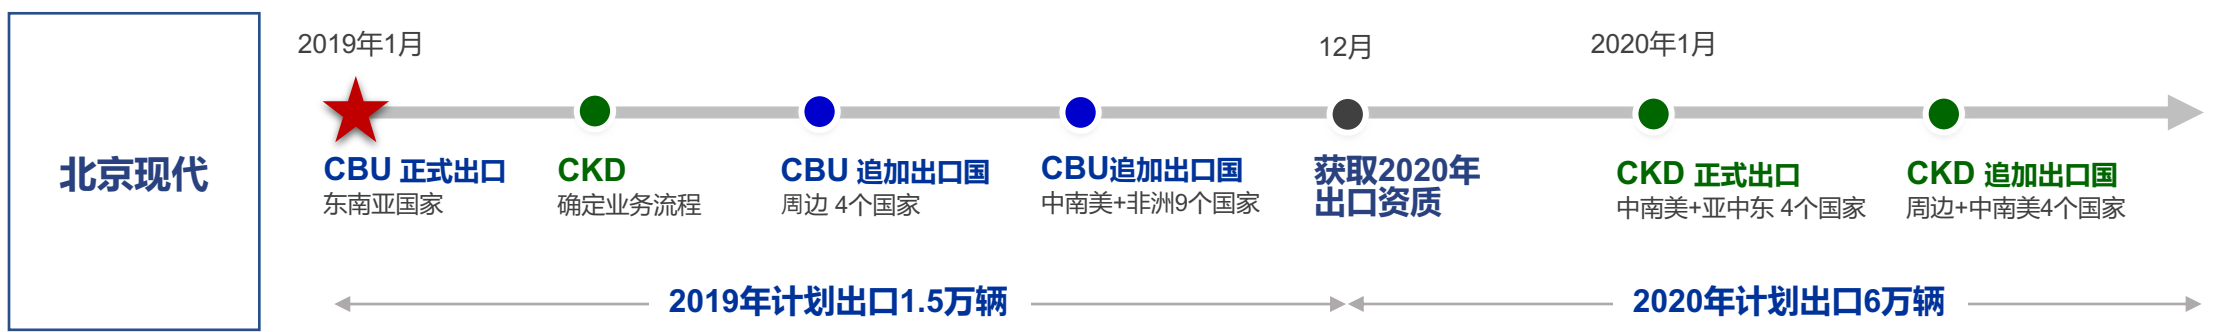 北京现代
2019年1月
12月
2020年1月
CBU 正式出口
东南亚国家
CKD
确定业务流程
CBU 追加出口国
周边 4个国家
CBU追加出口国
中南美+非洲9个国家
获取2020年
出口资质
CKD 正式出口
中南美+亚中东 4个国家
CKD 追加出口国
周边+中南美4个国家
2019年计划出口1.5万辆
2020年计划出口6万辆